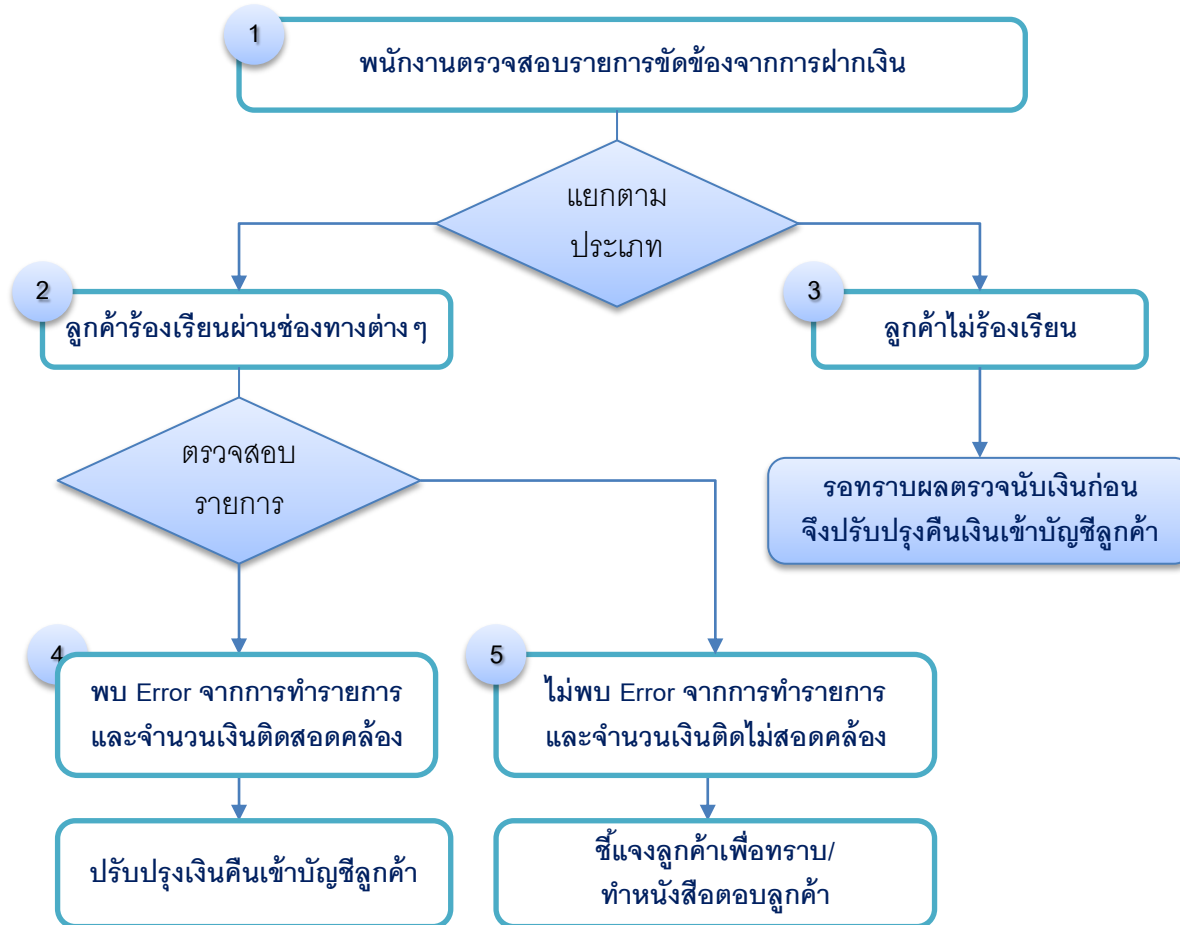 1
พนักงานตรวจสอบรายการขัดข้องจากการฝากเงิน
แยกตาม
ประเภท
2
ลูกค้าร้องเรียนผ่านช่องทางต่างๆ
3
ลูกค้าไม่ร้องเรียน
ตรวจสอบ
รายการ
รอทราบผลตรวจนับเงินก่อน
จึงปรับปรุงคืนเงินเข้าบัญชีลูกค้า
4
พบ Error จากการทำรายการ
และจำนวนเงินติดสอดคล้อง
5
ไม่พบ Error จากการทำรายการ
และจำนวนเงินติดไม่สอดคล้อง
ปรับปรุงเงินคืนเข้าบัญชีลูกค้า
ชี้แจงลูกค้าเพื่อทราบ/
ทำหนังสือตอบลูกค้า